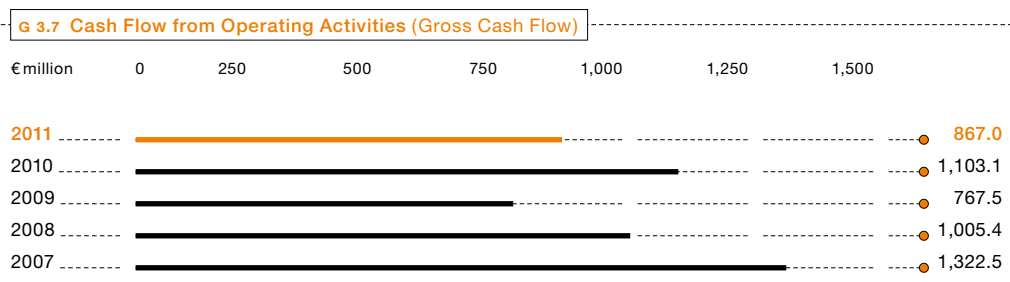 G 3.7 Cash Flow from Operating Activities (Gross Cash Flow)
€ million 0 250 500 750 1,000 1,250 1,500
2011 867.0
2010 1,103.1
2009 767.5
2008 1,005.4
2007 1,322.5